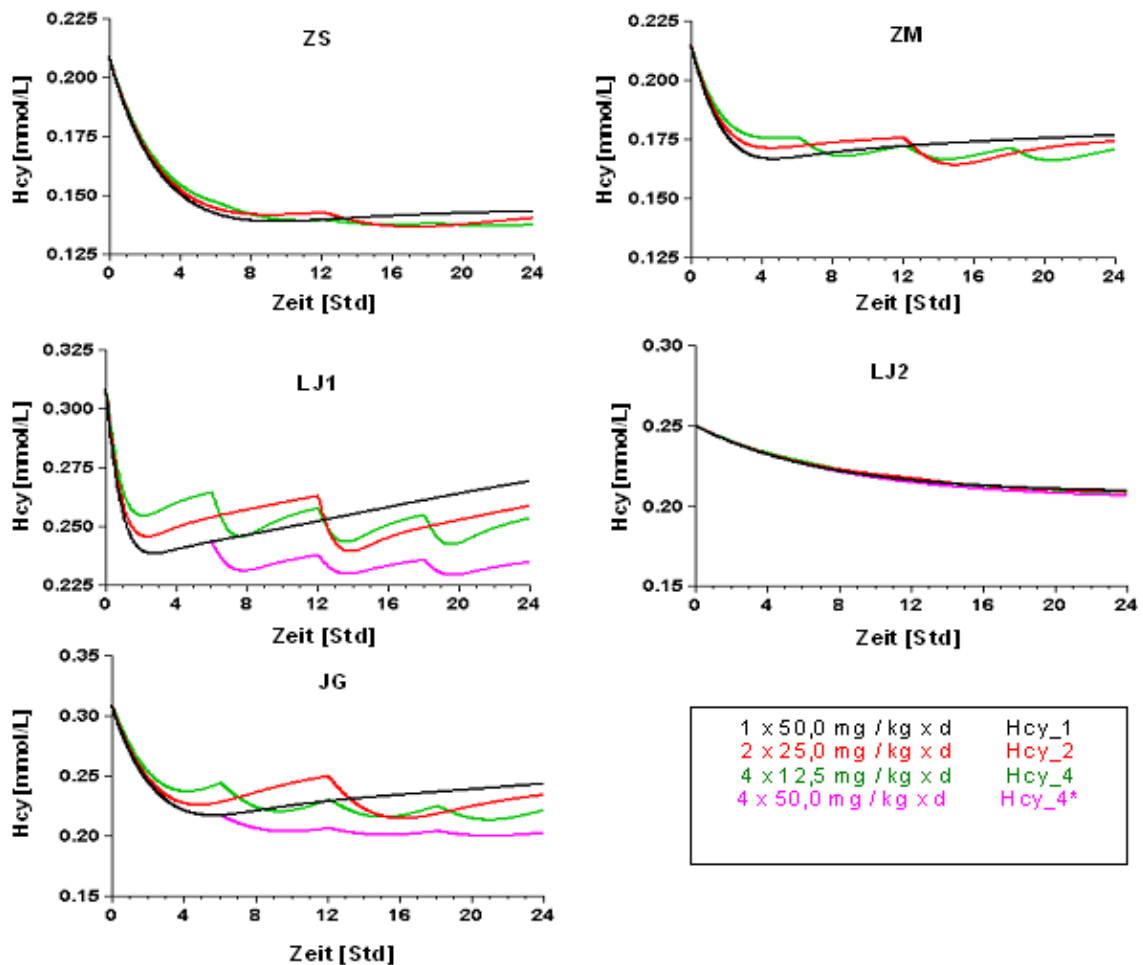 ZS
Hcy [mmol/L]
0.225
0.200
0.175
0.150
0.125
0 4 8 12 16 20 24
Zeit [Std]
ZM
Hcy [mmol/L]
0.225
0.200
0.175
0.150
0.125
0 4 8 12 16 20 24
Zeit [Std]
LJ1
Hcy [mmol/L]
0.325
0.300
0.275
0.250
0.225
0 4 8 12 16 20 24
Zeit [Std]
LJ2
Hcy [mmol/L]
0.30
0.25
0.20
0.15
0 4 8 12 16 20 24
Zeit [Std]
JG
Hcy [mmol/L]
0.35
0.30
0.25
0.20
0.15
0 4 8 12 16 20 24
Zeit [Std]
1 x 50,0 mg / kg x d Hcy_1
2 x 25,0 mg / kg x d Hcy_2
4 x 12,5 mg / kg x d Hcy_4
4 x 50,0 mg / kg x d Hcy_4*